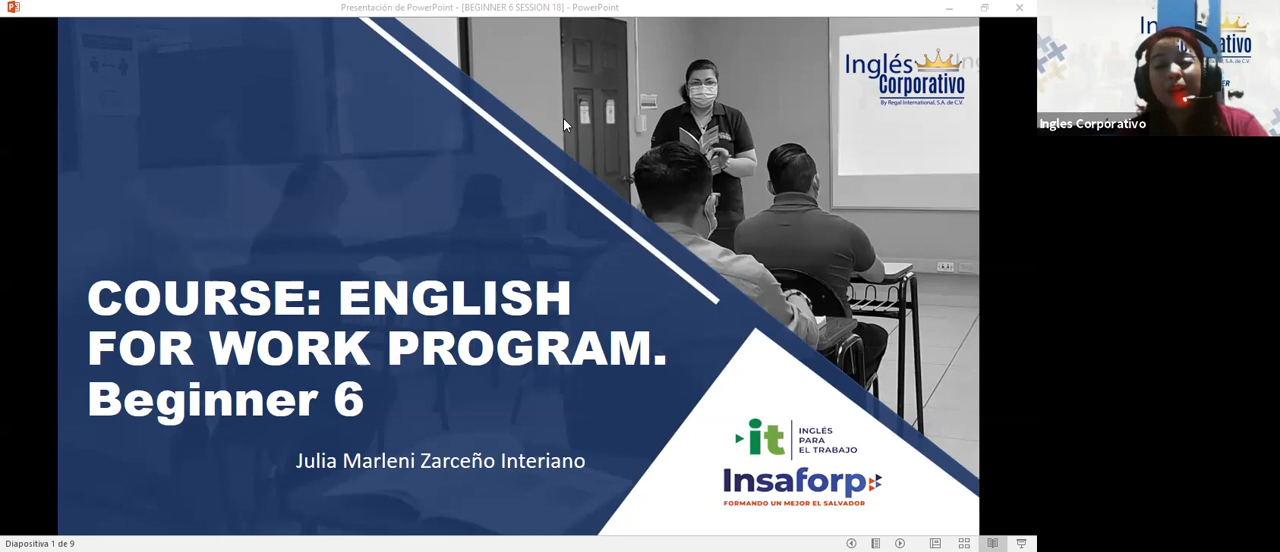 Presentación de PowerPoint - [BEGINNER 6 SESSION 18] - PowerPoint
Inglés
Corporativo
By Regal International, S.A. de C.V.
Ingles Corporativo
COURSE: ENGLISH
FOR WORK PROGRAM.
Beginner 6
Julia Marleni Zarceño Interiano
it
INGLÉS
PARA
EL TRABAJO
Insaforp
FORMANDO UN MEJOR EL SALVADOR
Diapositiva 1 de 9